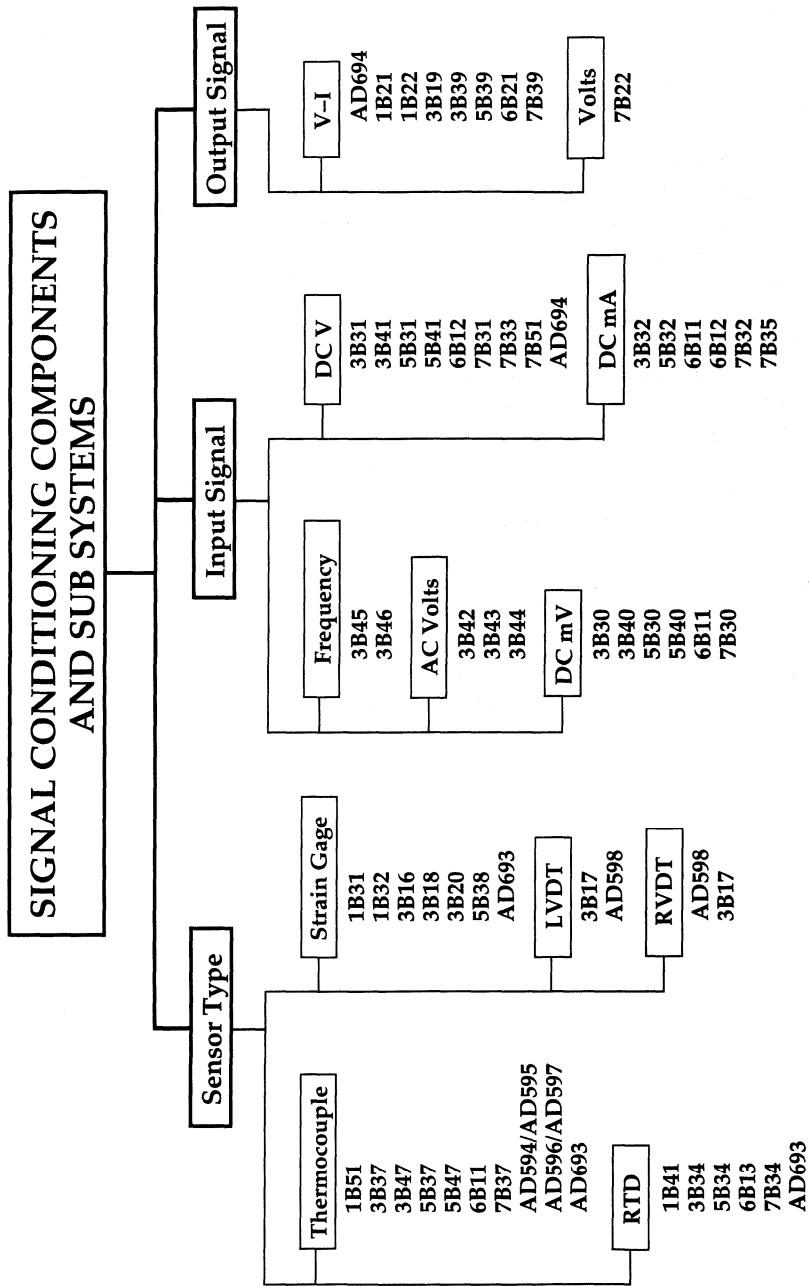 SIGNAL CONDITIONING COMPONENTS
AND SUB SYSTEMS
Sensor Type
Thermocouple
1B51
3B37
3B47
5B37
5B47
6B11
7B37
AD594/AD595
AD596/AD597
AD693
RTD
1B41
3B34
5B34
6B13
7B34
AD693
Strain Gage
1B31
1B32
3B16
3B18
3B20
5B38
AD693
LVDT
3B17
AD598
RVDT
AD598
3B17
Input Signal
Frequency
3B45
3B46
AC Volts
3B42
3B43
3B44
DC mV
3B30
3B40
5B30
5B40
6B11
7B30
DC V
3B31
3B41
5B31
5B41
6B12
7B31
7B33
7B51
AD694
DC mA
3B32
5B32
6B11
6B12
7B32
7B35
Output Signal
V–I
AD694
1B21
1B22
3B19
3B39
5B39
6B21
7B39
Volts
7B22